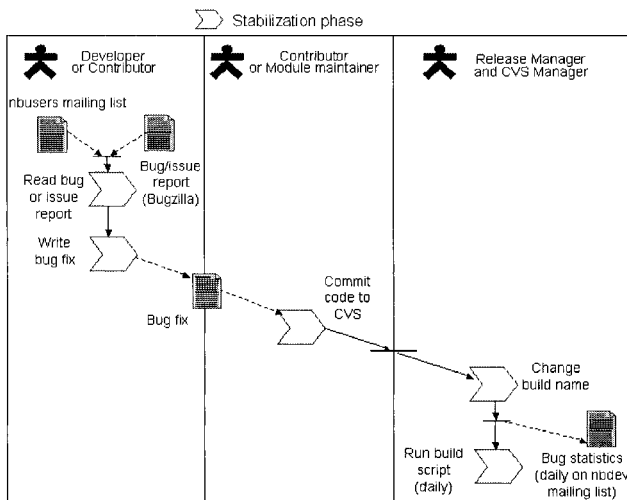 Stabilization phase
Developer
or Contributor
Contributor
or Module maintainer
Release Manager
and CVS Manager
nbusers mailing list
Bug/issue
report
(Bugzilla)
Read bug
or issue
report
Write
bug fix
Bug fix
Commit
code to
CVS
Change
build name
Run build
script
(daily)
Bug statistics
(daily on nbdev
mailing list)